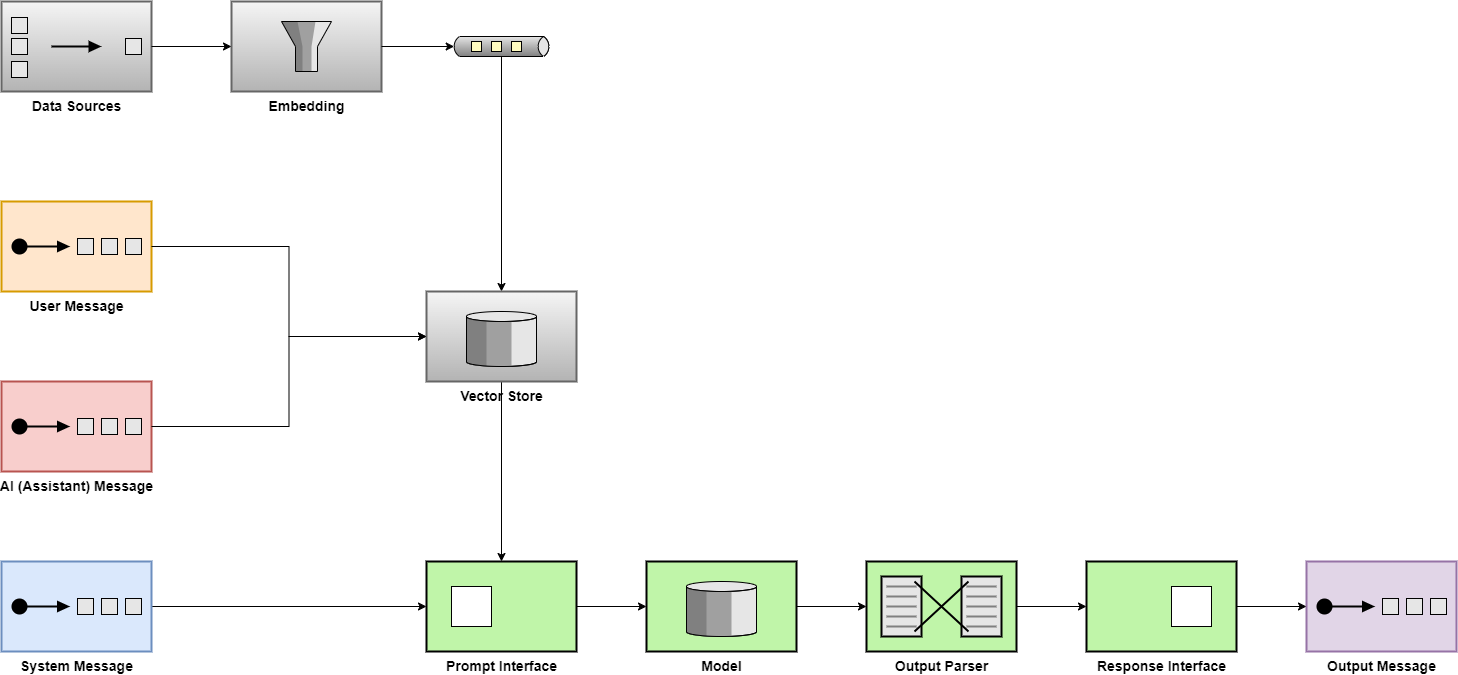 Data Sources
Embedding
User Message
Vector Store
AI (Assistant) Message
System Message
Prompt Interface
Model
Output Parser
Response Interface
Output Message